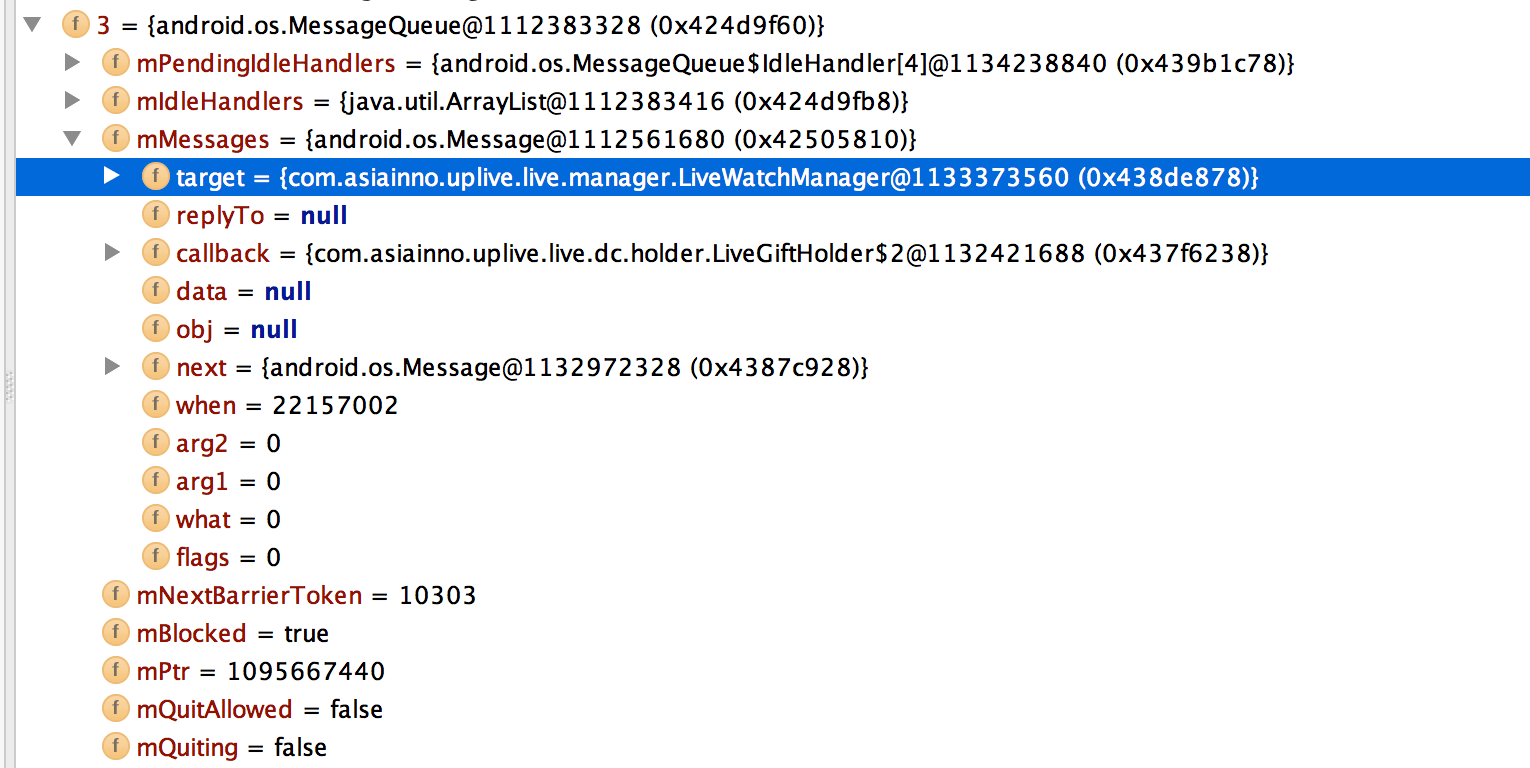 f 3 = {android.os.MessageQueue@1112383328 (0x424d9f60)}
f mPendingIdleHandlers = {android.os.MessageQueue$IdleHandler[4]@1134238840 (0x439b1c78)}
f mIdleHandlers = {java.util.ArrayList@1112383416 (0x424d9fb8)}
f mMessages = {android.os.Message@1112561680 (0x42505810)}
f target = {com.asiainno.uplive.live.manager.LiveWatchManager@1133373560 (0x438de878)}
f replyTo = null
f callback = {com.asiainno.uplive.live.dc.holder.LiveGiftHolder$2@1132421688 (0x437f6238)}
f data = null
f obj = null
f next = {android.os.Message@1132972328 (0x4387c928)}
f when = 22157002
f arg2 = 0
f arg1 = 0
f what = 0
f flags = 0
f mNextBarrierToken = 10303
f mBlocked = true
f mPtr = 1095667440
f mQuitAllowed = false
f mQuiting = false